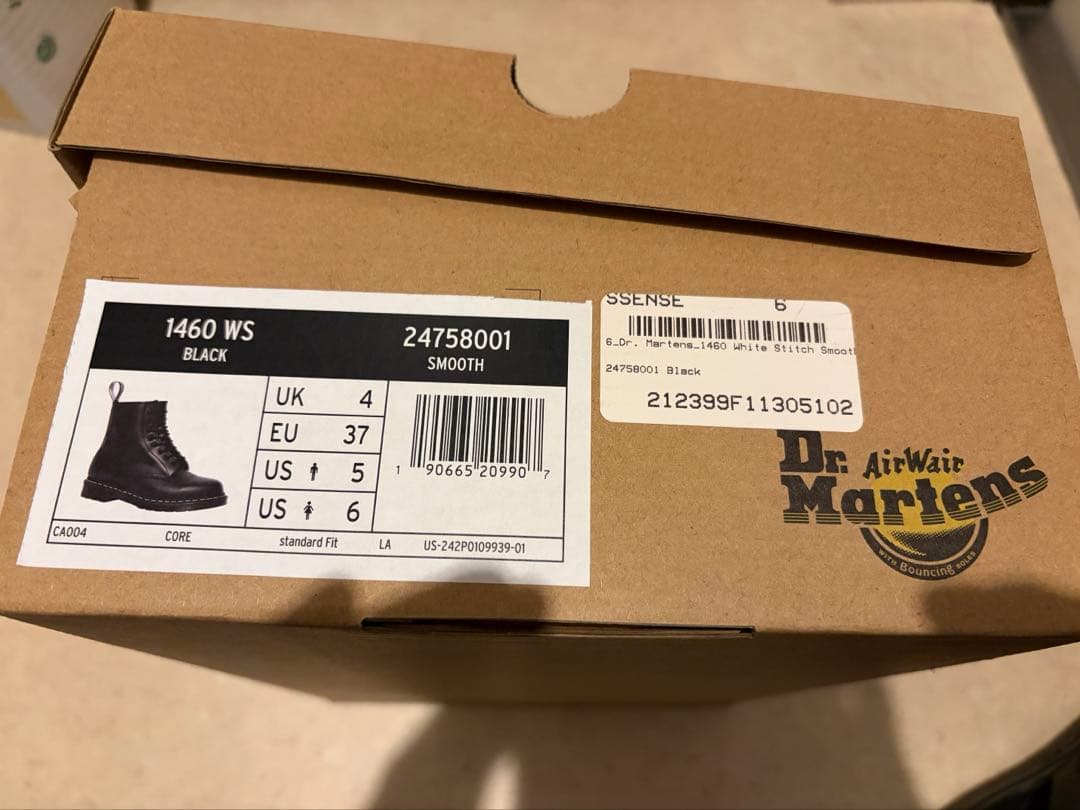 1460 WS
BLACK
24758001
SMOOTH
UK 4
EU 37
US 5
US 6
1 90665 20990 7
CA004
CORE
standard Fit
LA
US-242P0109939-01
SSENSE 6
6_Dr. Martens_1460 White Stitch Smooth
24758001 Black
212399F11305102
Dr. AirWair
Martens
WITH Bouncing SOLES